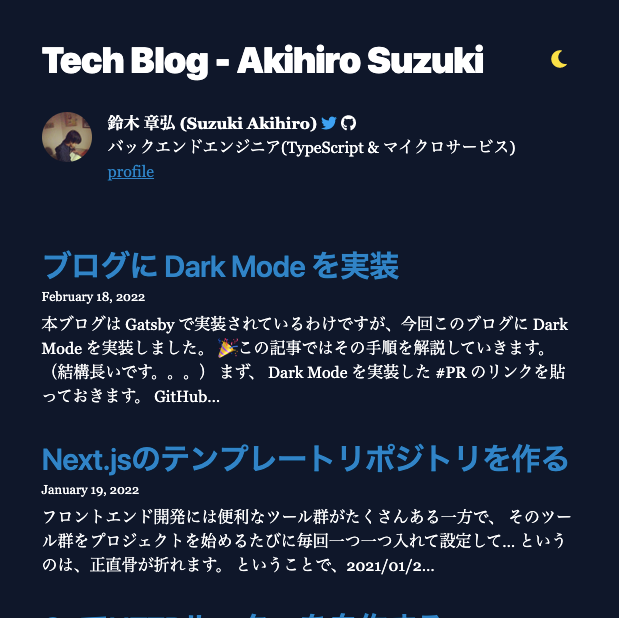 Tech Blog - Akihiro Suzuki
鈴木 章弘 (Suzuki Akihiro)
バックエンドエンジニア(TypeScript & マイクロサービス)
profile
ブログに Dark Mode を実装
February 18, 2022
本ブログは Gatsby で実装されているわけですが、今回このブログに Dark
Mode を実装しました。 🎉この記事ではその手順を解説していきます。
（結構長いです。。。） まず、 Dark Mode を実装した #PR のリンクを貼
っておきます。 GitHub...
Next.jsのテンプレートリポジトリを作る
January 19, 2022
フロントエンド開発には便利なツール群がたくさんある一方で、 そのツー
ル群をプロジェクトを始めるたびに毎回一つ一つ入れて設定して... という
のは、正直骨が折れます。 ということで、2021/01/2...